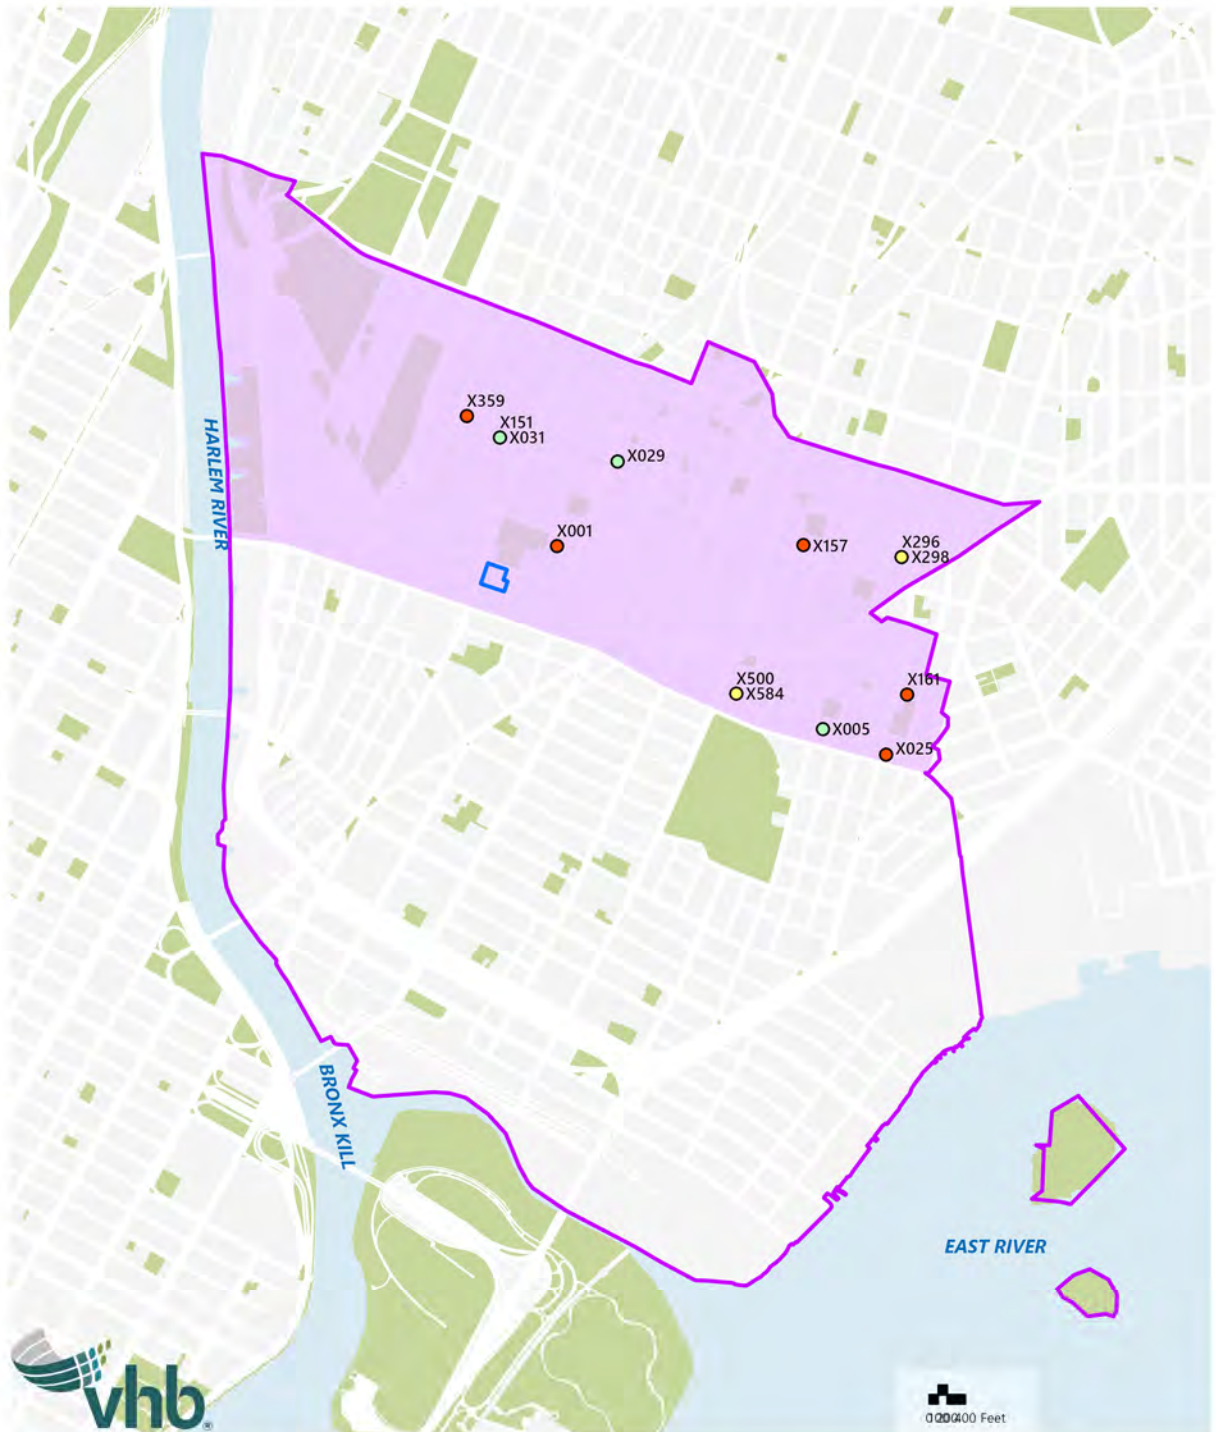 X359
X151
X031
X029
HARLEM RIVER
X001
X157
X296
X298
X500
X584
X161
X005
X025
BRONX KILL
EAST RIVER
vhb®
400 Feet